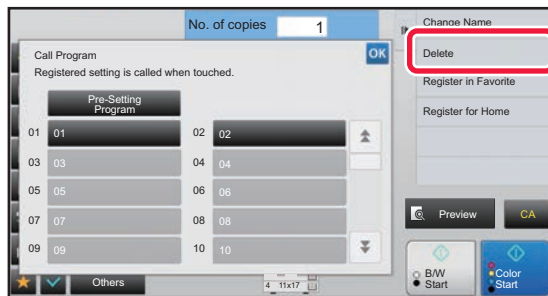 No. of copies 1
Change Name
Call Program
OK
Delete
Registered setting is called when touched.
Register in Favorite
Pre-Setting
Program
Register for Home
01 01 02 02
03 03 04 04
05 05 06 06
07 07 08 08
Preview CA
09 09 10 10
Others
4 11x17
B/W
Start
Color
Start